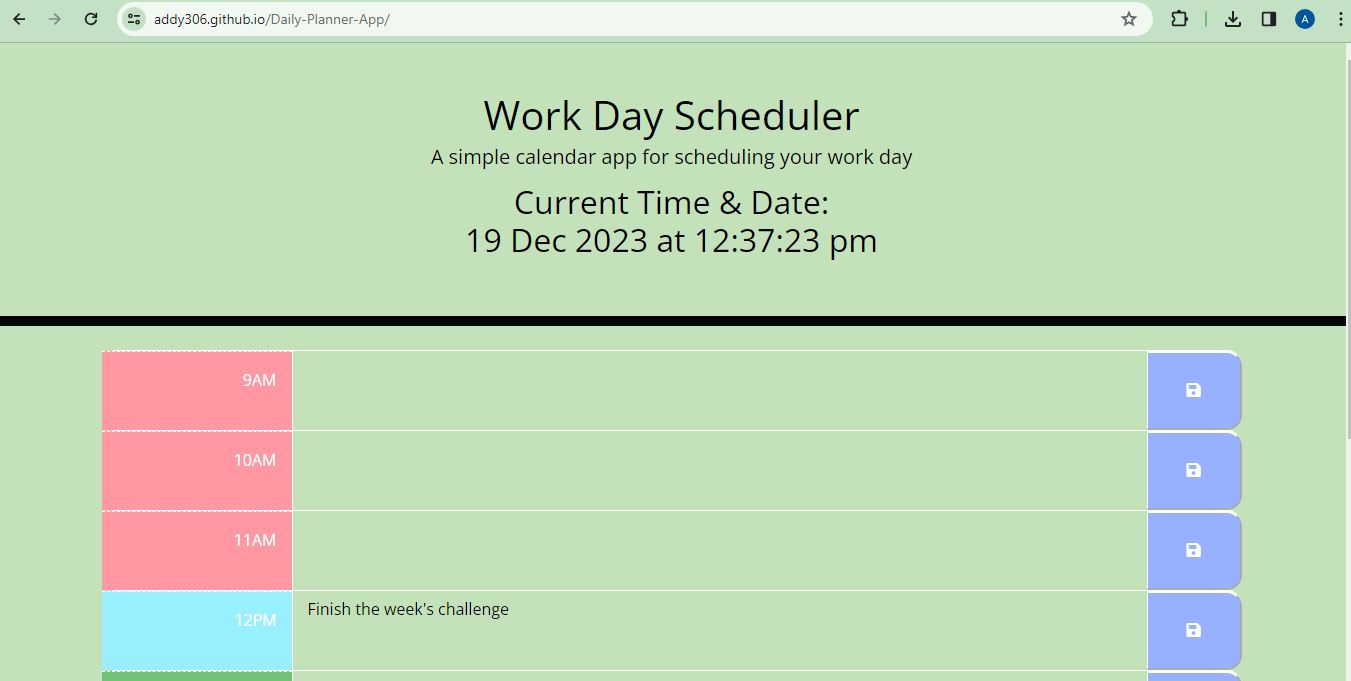 addy306.github.io/Daily-Planner-App/
A
Work Day Scheduler
A simple calendar app for scheduling your work day
Current Time & Date:
19 Dec 2023 at 12:37:23 pm
9AM
10AM
11AM
12PM
Finish the week's challenge